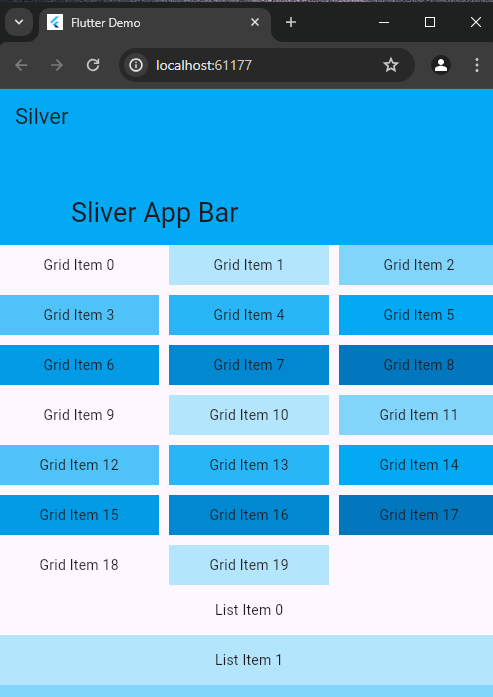 Flutter Demo
localhost:61177
Silver
Sliver App Bar
Grid Item 0 Grid Item 1 Grid Item 2
Grid Item 3 Grid Item 4 Grid Item 5
Grid Item 6 Grid Item 7 Grid Item 8
Grid Item 9 Grid Item 10 Grid Item 11
Grid Item 12 Grid Item 13 Grid Item 14
Grid Item 15 Grid Item 16 Grid Item 17
Grid Item 18 Grid Item 19
List Item 0
List Item 1